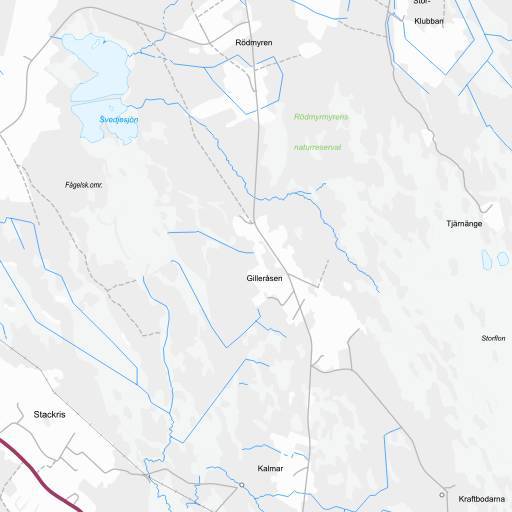 Stor-
Klubban
Rödmyren
Svedjesjön
Rödmyrmyrens
naturreservat
Fågelsk.omr.
Tjärnänge
Gilleråsen
Storflon
Stackris
Kalmar
Kraftbodarna